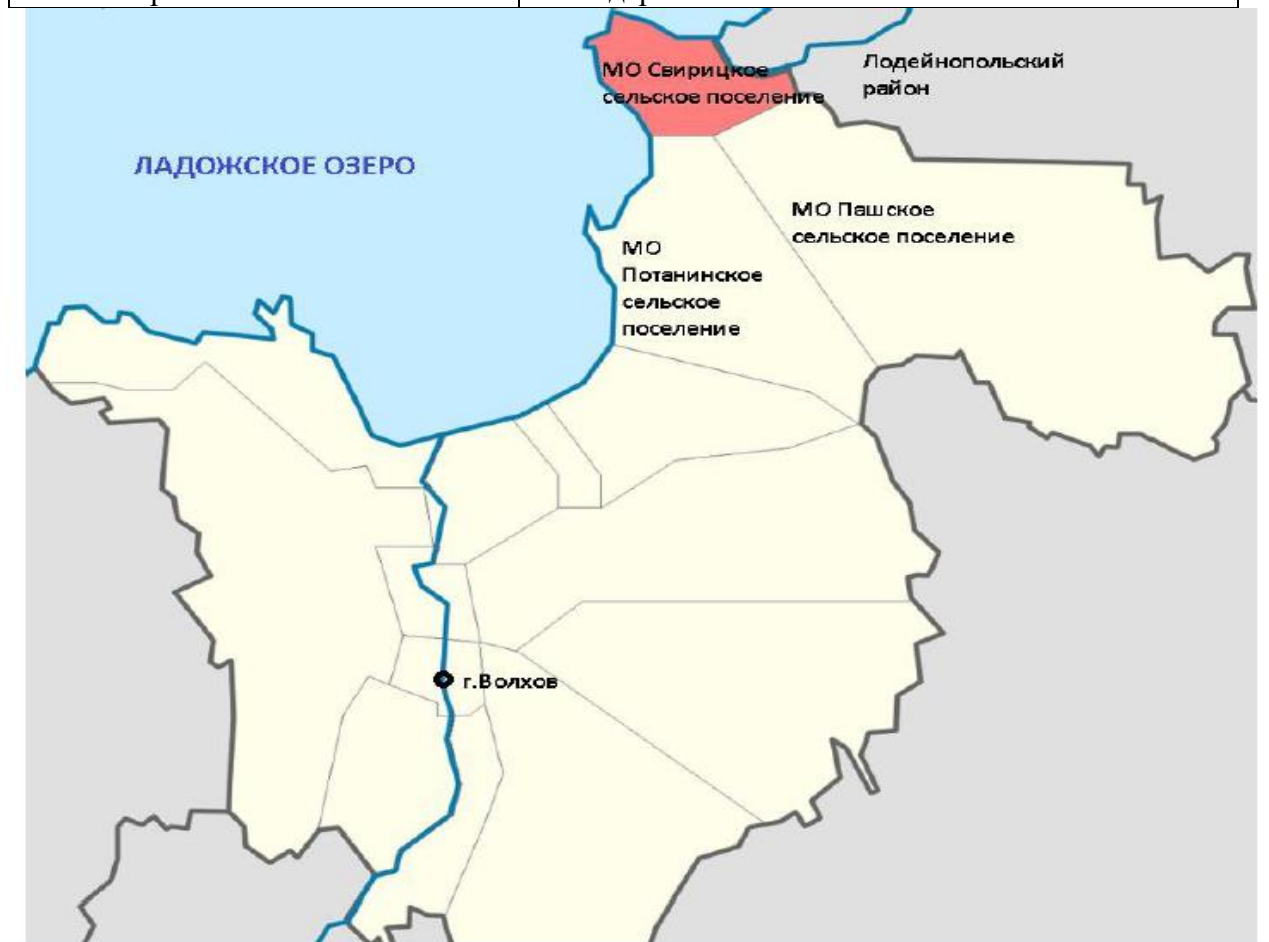 МО Свирицкое
сельское поселение
Лодейнопольский
район
ЛАДОЖСКОЕ ОЗЕРО
МО Пашское
сельское поселение
МО
Потанинское
сельское
поселение
г.Волхов